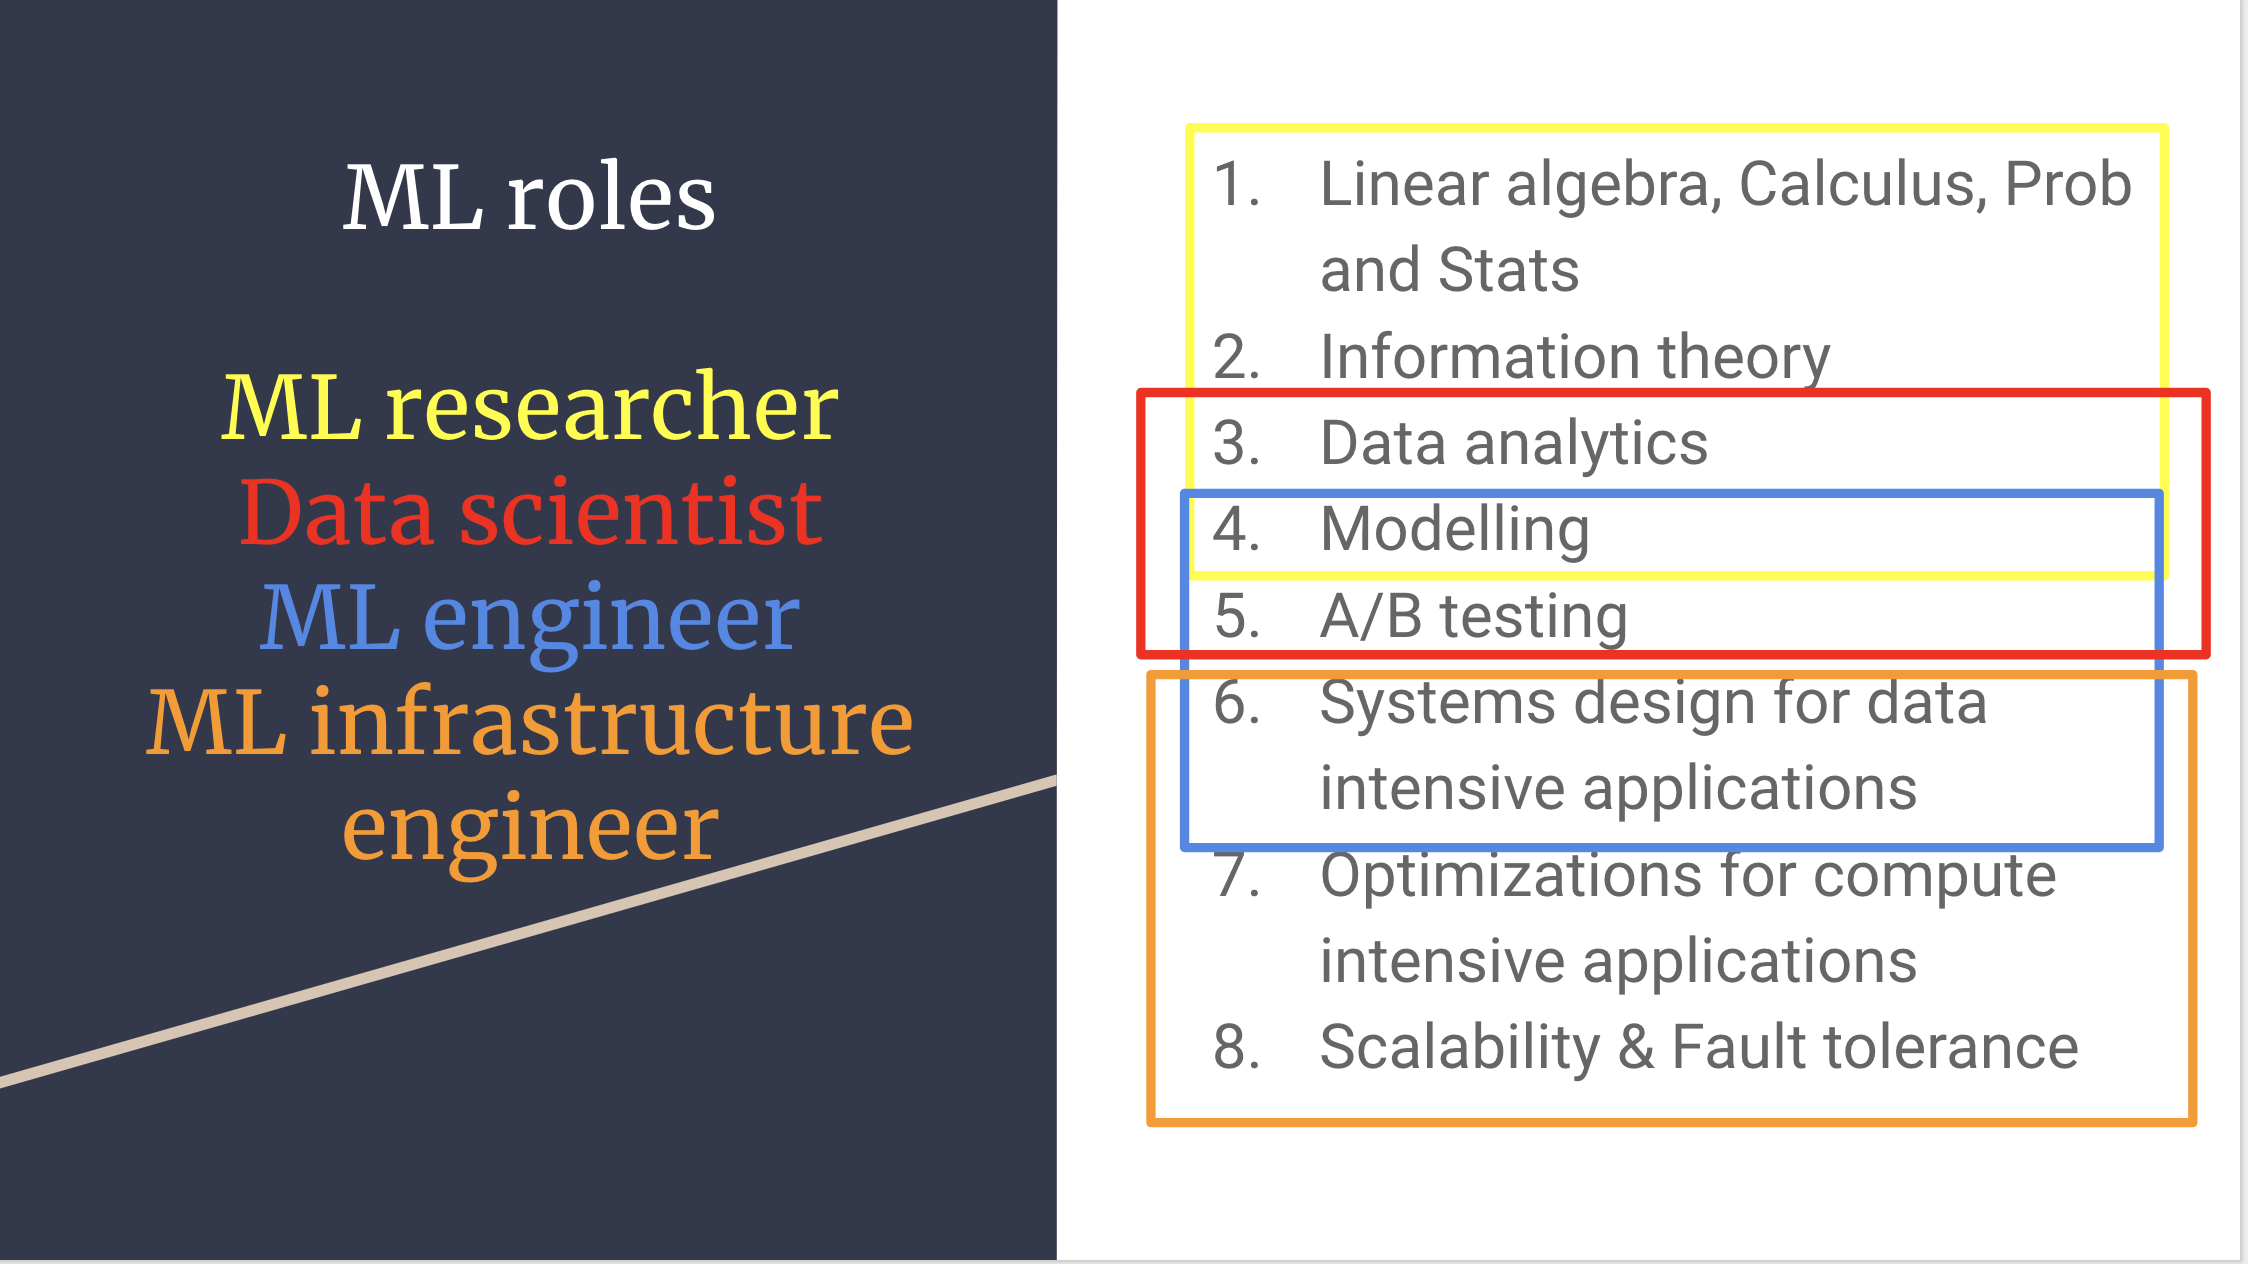 ML roles
ML researcher
Data scientist
ML engineer
ML infrastructure
engineer
1. Linear algebra, Calculus, Prob
and Stats
2. Information theory
3. Data analytics
4. Modelling
5. A/B testing
6. Systems design for data
intensive applications
7. Optimizations for compute
intensive applications
8. Scalability & Fault tolerance